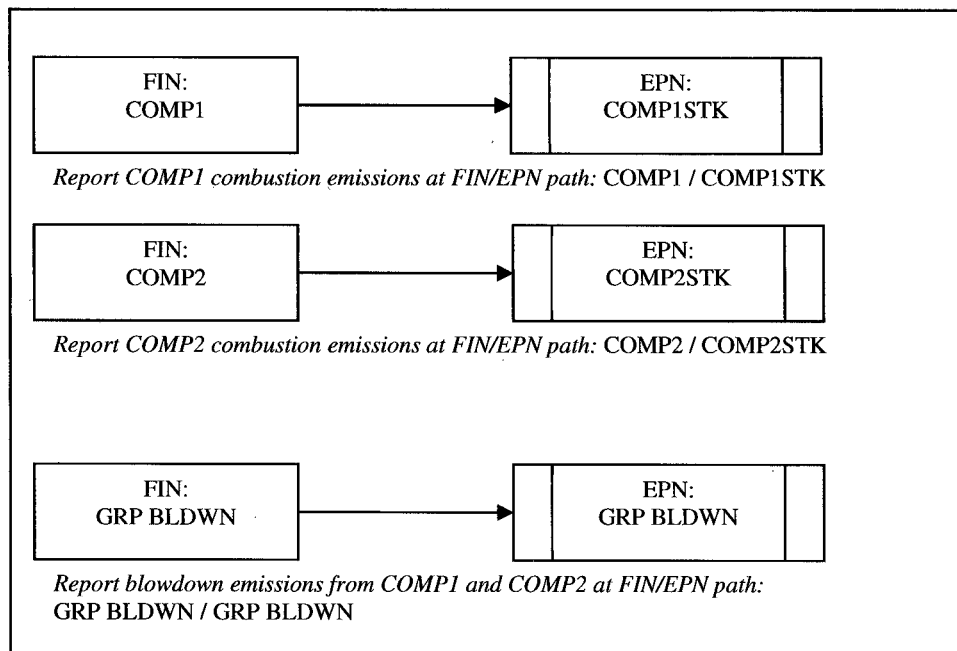 FIN:
COMP1
EPN:
COMP1STK
Report COMP1 combustion emissions at FIN/EPN path: COMP1 / COMP1STK
FIN:
COMP2
EPN:
COMP2STK
Report COMP2 combustion emissions at FIN/EPN path: COMP2 / COMP2STK
FIN:
GRP BLDWN
EPN:
GRP BLDWN
Report blowdown emissions from COMP1 and COMP2 at FIN/EPN path:
GRP BLDWN / GRP BLDWN